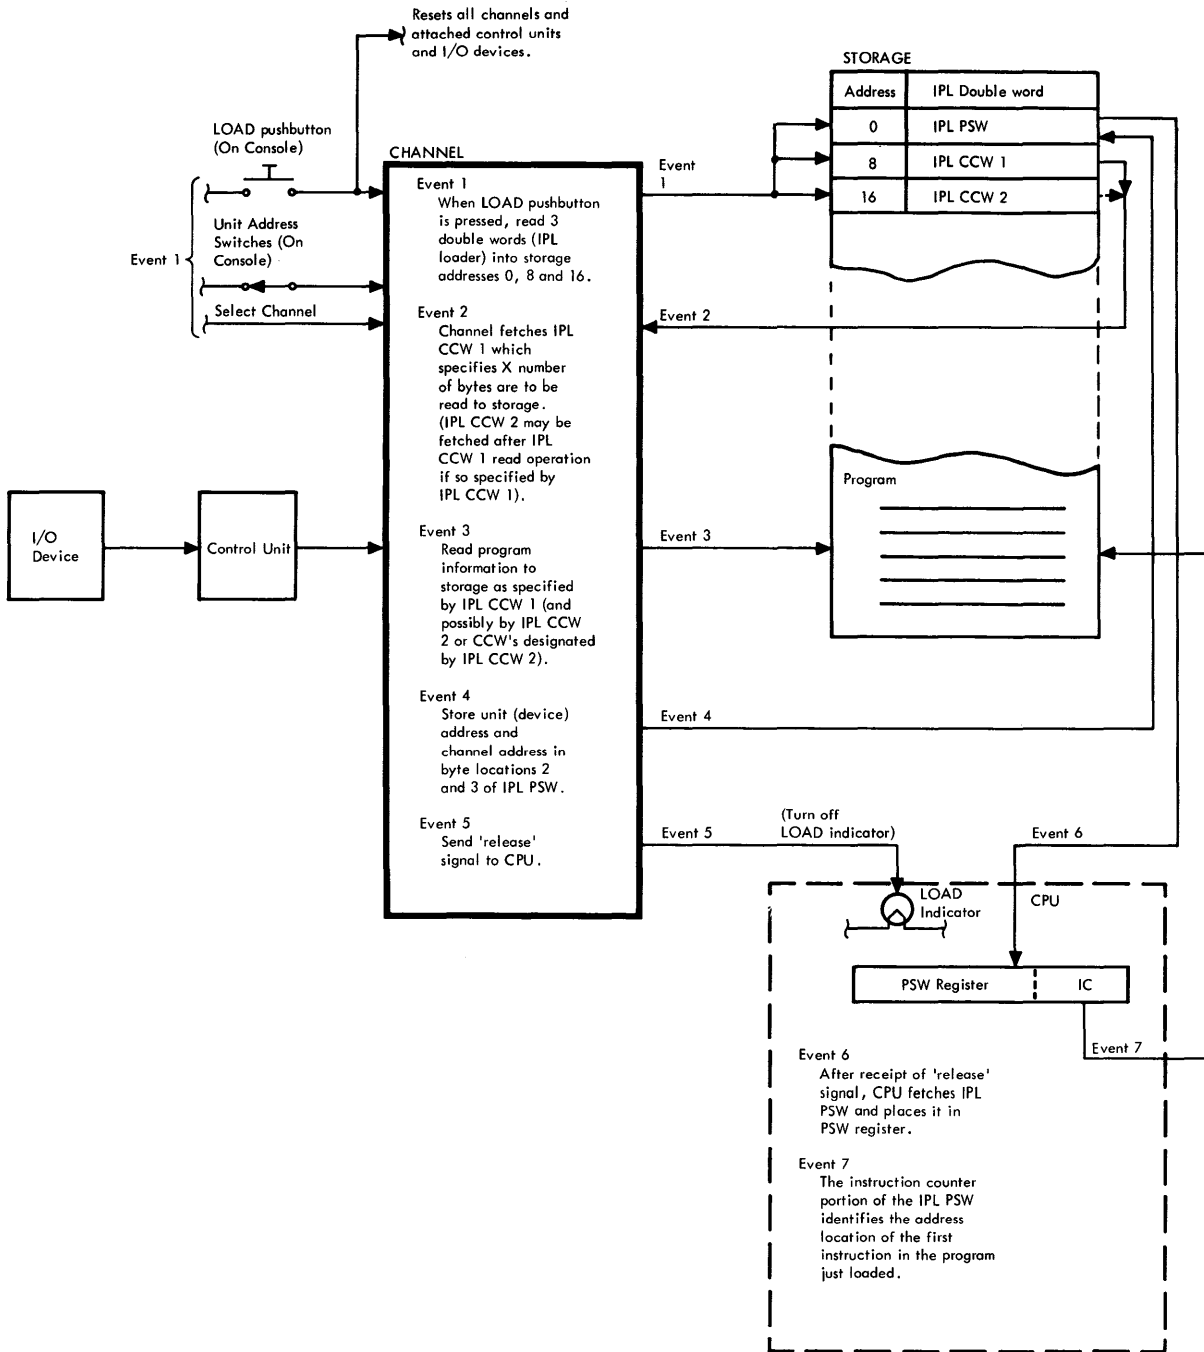 Resets all channels and
attached control units
and I/O devices.
LOAD pushbutton
(On Console)
Event 1
Unit Address
Switches (On
Console)
Select Channel
I/O
Device
Control Unit
CHANNEL
Event 1
When LOAD pushbutton
is pressed, read 3
double words (IPL
loader) into storage
addresses 0, 8 and 16.
Event 2
Channel fetches IPL
CCW 1 which
specifies X number
of bytes are to be
read to storage.
(IPL CCW 2 may be
fetched after IPL
CCW 1 read operation
if so specified by
IPL CCW 1).
Event 3
Read program
information to
storage as specified
by IPL CCW 1 (and
possibly by IPL CCW
2 or CCW's designated
by IPL CCW 2).
Event 4
Store unit (device)
address and
channel address in
byte locations 2
and 3 of IPL PSW.
Event 5
Send 'release'
signal to CPU.
Event
1
Event 2
Event 3
Event 4
Event 5
(Turn off
LOAD indicator)
Event 6
STORAGE
Address IPL Double word
0 IPL PSW
8 IPL CCW 1
16 IPL CCW 2
Program
LOAD
Indicator
CPU
PSW Register IC
Event 7
Event 6
After receipt of 'release'
signal, CPU fetches IPL
PSW and places it in
PSW register.
Event 7
The instruction counter
portion of the IPL PSW
identifies the address
location of the first
instruction in the program
just loaded.